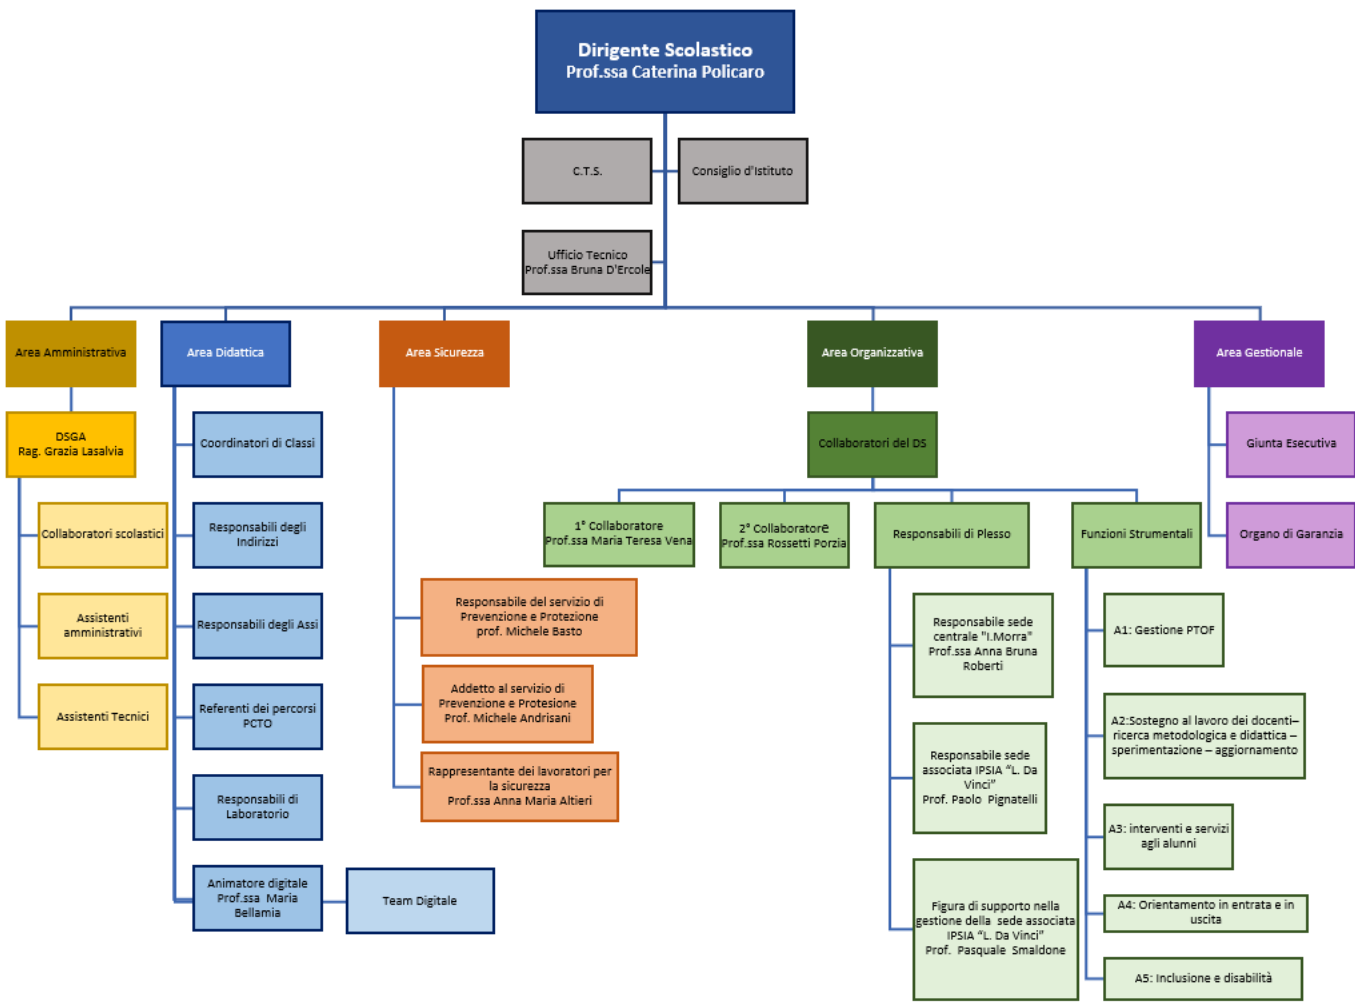 Dirigente Scolastico
Prof.ssa Caterina Policaro
C.T.S.
Consiglio d'Istituto
Ufficio Tecnico
Prof.ssa Bruna D'Ercole
Area Amministrativa
Area Didattica
Area Sicurezza
Area Organizzativa
Area Gestionale
DSGA
Rag. Grazia Lasalvia
Collaboratori scolastici
Assistenti
amministrativi
Assistenti Tecnici
Coordinatori di Classi
Responsabili degli
Indirizzi
Responsabili degli Assi
Referenti dei percorsi
PCTO
Responsabili di
Laboratorio
Animatore digitale
Prof.ssa Maria
Bellamia
Team Digitale
Responsabile del servizio di
Prevenzione e Protezione
prof. Michele Basto
Addetto al servizio di
Prevenzione e Protesione
Prof. Michele Andrisani
Rappresentante dei lavoratori per
la sicurezza
Prof.ssa Anna Maria Altieri
Collaboratori del DS
1° Collaboratore
Prof.ssa Maria Teresa Vena
2° Collaboratore
Prof.ssa Rossetti Porzia
Responsabili di Plesso
Responsabile sede
centrale "I.Morra"
Prof.ssa Anna Bruna
Roberti
Responsabile sede
associata IPSIA “L. Da
Vinci”
Prof. Paolo Pignatelli
Figura di supporto nella
gestione della sede associata
IPSIA “L. Da Vinci”
Prof. Pasquale Smaldone
Funzioni Strumentali
A1: Gestione PTOF
A2:Sostegno al lavoro dei docenti–
ricerca metodologica e didattica –
sperimentazione – aggiornamento
A3: interventi e servizi
agli alunni
A4: Orientamento in entrata e in
uscita
A5: Inclusione e disabilità
Giunta Esecutiva
Organo di Garanzia